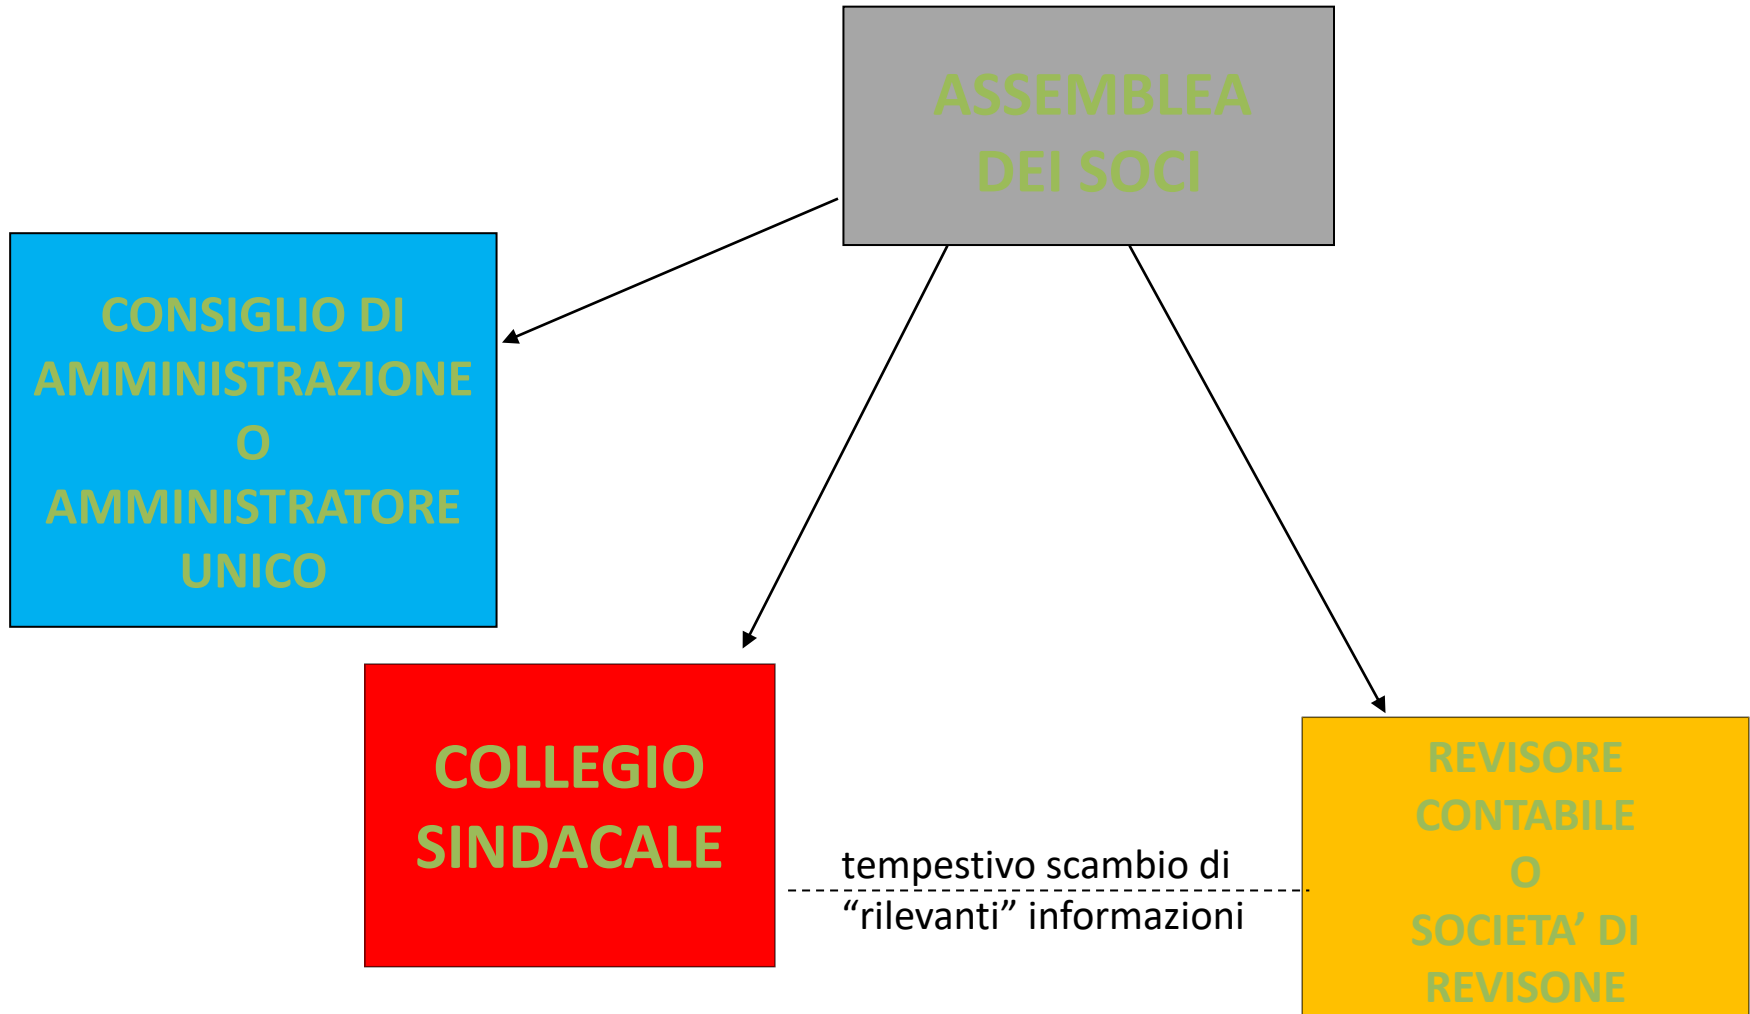 ASSEMBLEA
DEI SOCI
CONSIGLIO DI
AMMINISTRAZIONE
O
AMMINISTRATORE
UNICO
COLLEGIO
SINDACALE
tempestivo scambio di
“rilevanti” informazioni
REVISORE
CONTABILE
O
SOCIETA’ DI
REVISONE